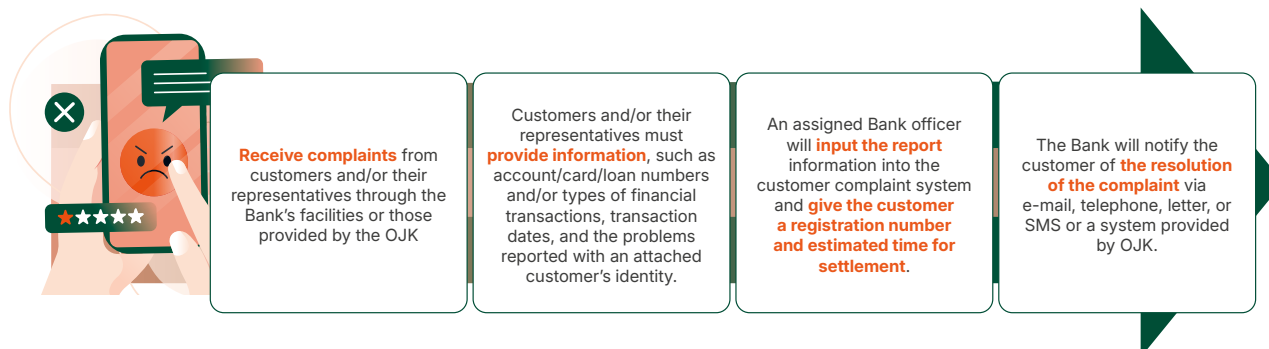 Receive complaints from
customers and/or their
representatives through the
Bank’s facilities or those
provided by the OJK
Customers and/or their
representatives must
provide information, such as
account/card/loan numbers
and/or types of financial
transactions, transaction
dates, and the problems
reported with an attached
customer’s identity.
An assigned Bank officer
will input the report
information into the
customer complaint system
and give the customer
a registration number
and estimated time for
settlement.
The Bank will notify the
customer of the resolution
of the complaint via
e-mail, telephone, letter, or
SMS or a system provided
by OJK.